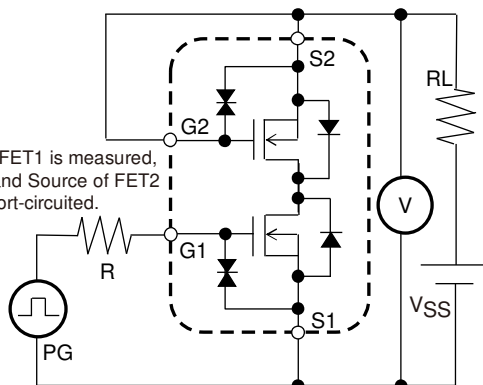 S2
RL
G2
FET1 is measured,
and Source of FET2
ort-circuited.
V
G1
R
VSS
S1
PG